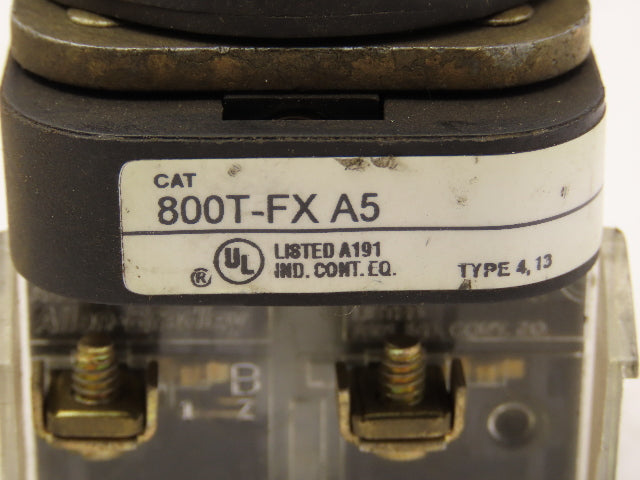 CAT
800T-FX A5
UL LISTED A191
® IND. CONT. EQ. TYPE 4, 13
B